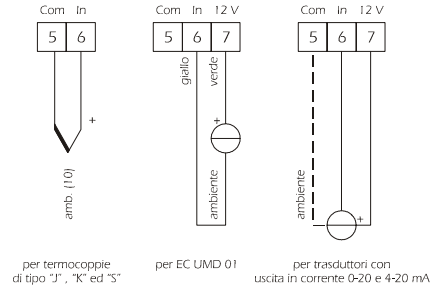 Com In
5 6
+
amb. (10)
per termocoppie
di tipo "J" , "K" ed "S"
Com In 12 V
5 6 7
giallo
verde
+
ambiente
per EC UMD 01
Com In 12 V
5 6 7
ambiente
+
per trasduttori con
uscita in corrente 0-20 e 4-20 mA